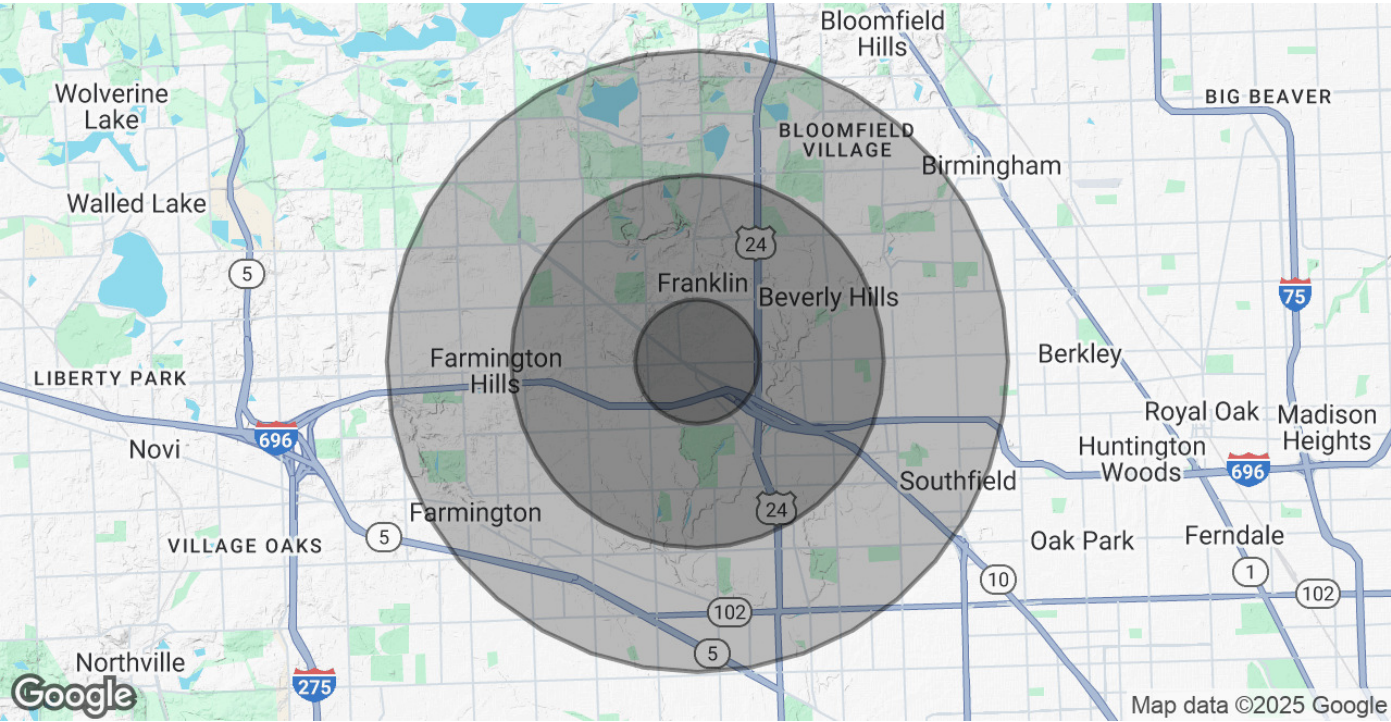 Bloomfield
Hills
Wolverine
Lake
BIG BEAVER
BLOOMFIELD
VILLAGE
Birmingham
Walled Lake
24
5
Franklin
Beverly Hills
75
Farmington
Hills
Berkley
LIBERTY PARK
Royal Oak
Madison
Heights
696
Novi
Huntington
Woods
696
Southfield
24
Farmington
5
VILLAGE OAKS
Oak Park
Ferndale
10
1
102
102
5
Northville
275
Google
Map data ©2025 Google